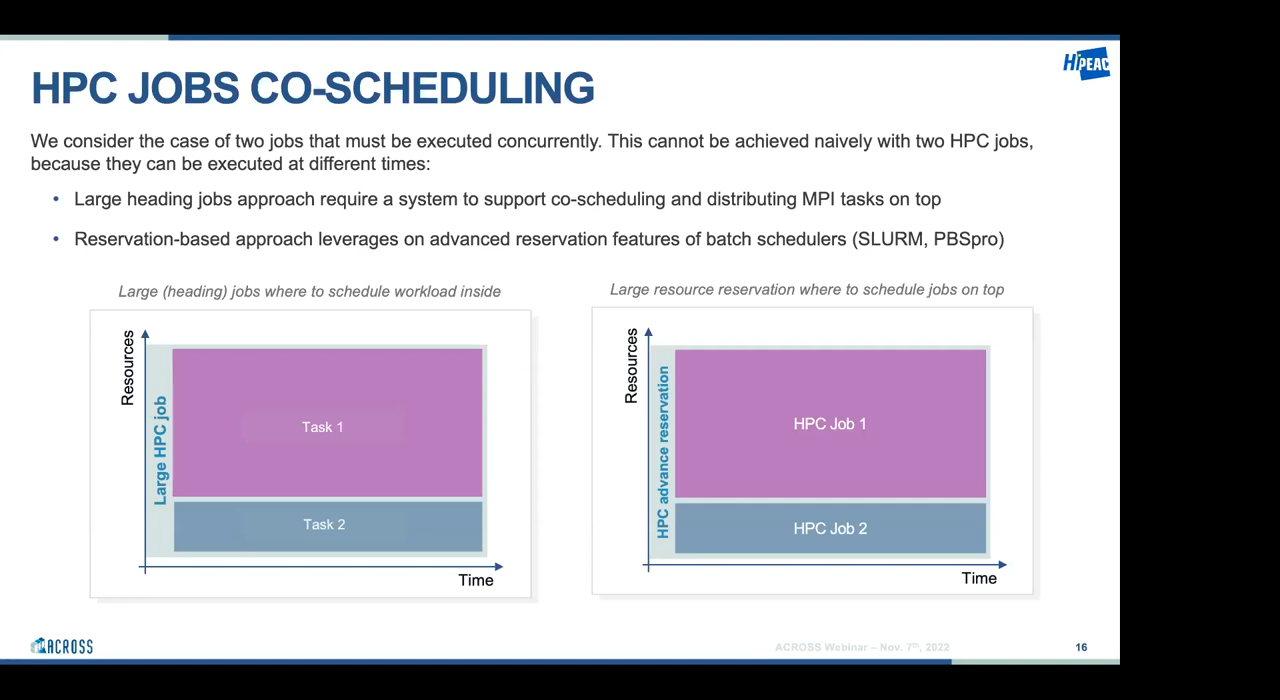 HiPEAC
HPC JOBS CO-SCHEDULING
We consider the case of two jobs that must be executed concurrently. This cannot be achieved naively with two HPC jobs,
because they can be executed at different times:
• Large heading jobs approach require a system to support co-scheduling and distributing MPI tasks on top
• Reservation-based approach leverages on advanced reservation features of batch schedulers (SLURM, PBSpro)
Large (heading) jobs where to schedule workload inside
Resources
Large HPC job
Task 1
Task 2
Time
Large resource reservation where to schedule jobs on top
Resources
HPC advance reservation
HPC Job 1
HPC Job 2
Time
ACROSS
ACROSS Webinar – Nov. 7th, 2022
16